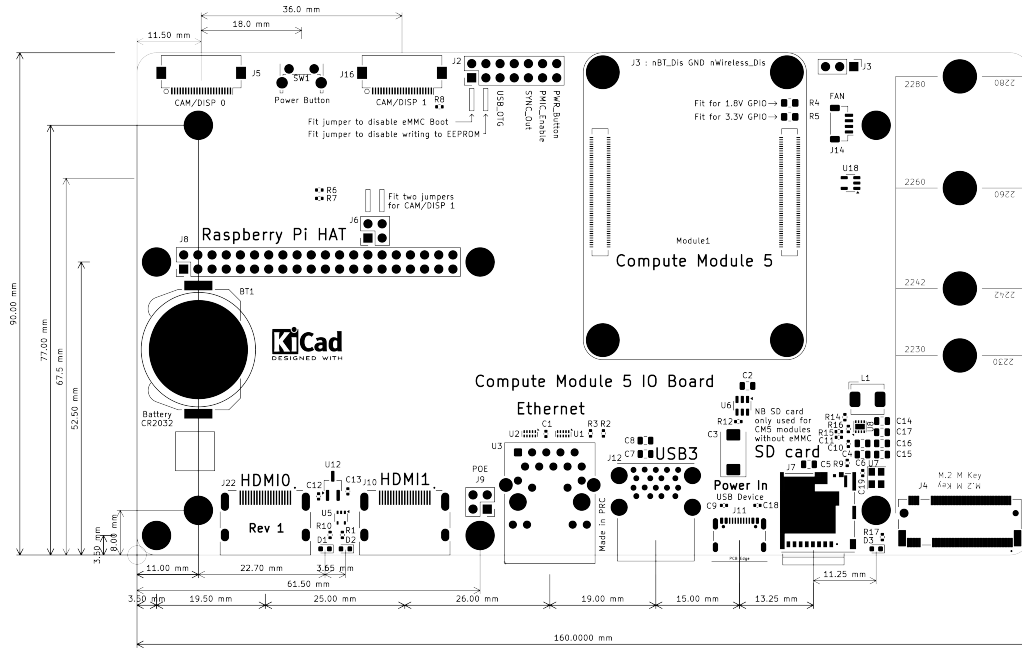 36.0 mm
18.0 mm
11.50 mm
J5
SW1
J16
J2
J3 : nBT_Dis GND nWireless_Dis
J3
CAM/DISP 0
Power Button
CAM/DISP 1
R8
USB_OTG
SYNC_Out
PMIC_Enable
PWR_Button
Fit for 1.8V GPIO→
R4
Fit for 3.3V GPIO→
R5
FAN
J14
2280
2280
Fit jumper to disable eMMC Boot
Fit jumper to disable writing to EEPROM
U18
2260
2260
R6
R7
Fit two jumpers
for CAM/DISP 1
J6
J8
Raspberry Pi HAT
Module1
Compute Module 5
2242
2242
BT1
KiCad
DESIGNED WITH
2230
2230
90.00 mm
77.00 mm
67.5 mm
52.50 mm
Compute Module 5 IO Board
C2
L1
Ethernet
U6
R12
NB SD card
only used for
CM5 modules
without eMMC
Battery
CR2032
R14
R16
R15
C11
C10
C4
U8
C14
C17
C16
C15
U2
C1
U1
R3
R2
U3
C8
C7
C3
J12
USB3
SD card
J7
C5
R9
U7
C6
C19
J22
HDMI0
U12
C12
C13
J10
HDMI1
POE
J9
Power In
USB Device
C9
C18
J11
M.2 M Key
M.2 M Key
J4
Rev 1
U5
R10
R1
D1
D2
Made in PRC
PCB Edge
R17
D3
3.50 mm
8.00 mm
11.00 mm
22.70 mm
3.65 mm
11.25 mm
61.50 mm
3.50 mm
19.50 mm
25.00 mm
26.00 mm
19.00 mm
15.00 mm
13.25 mm
160.0000 mm